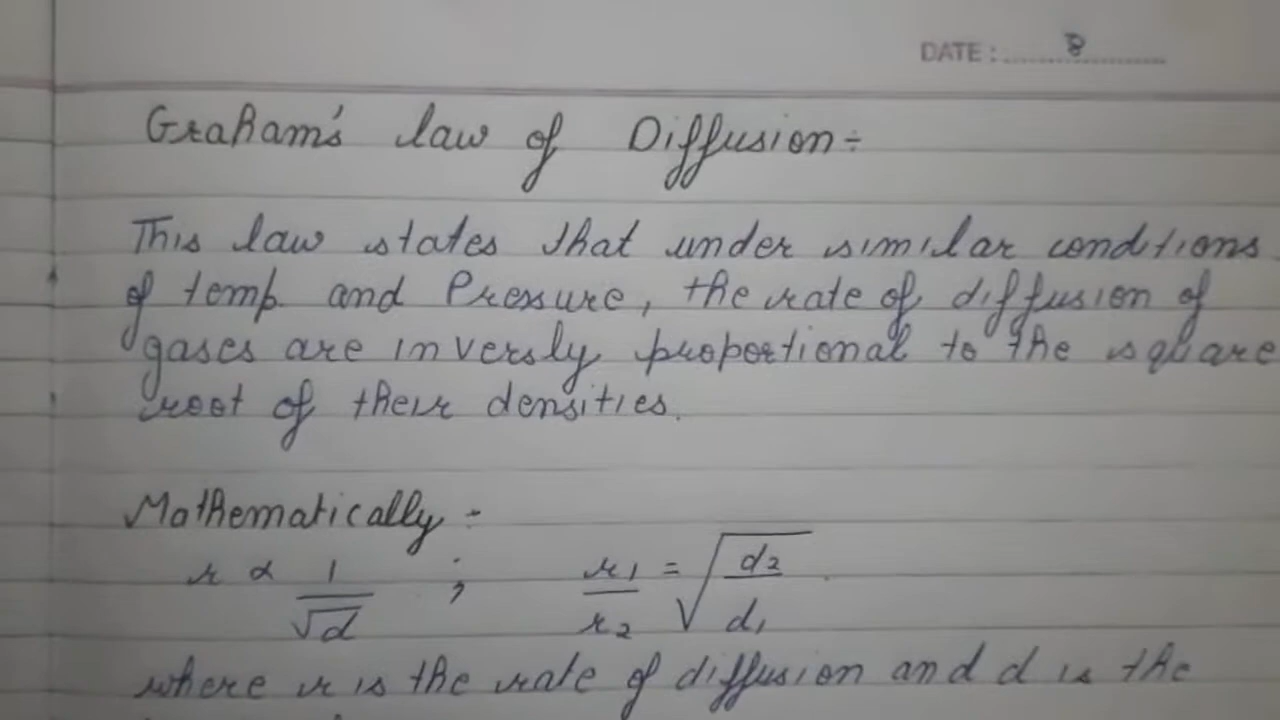 DATE : 8
Graham's law of Diffusion÷
This law states that under similar conditions
of temp. and Pressure, the rate of diffusion of
gases are inversly proportional to the square
root of their densities.
Mathematically :-
r ∝ 1/√d ; r1/r2 = √d2/d1
where r is the rate of diffusion and d is the